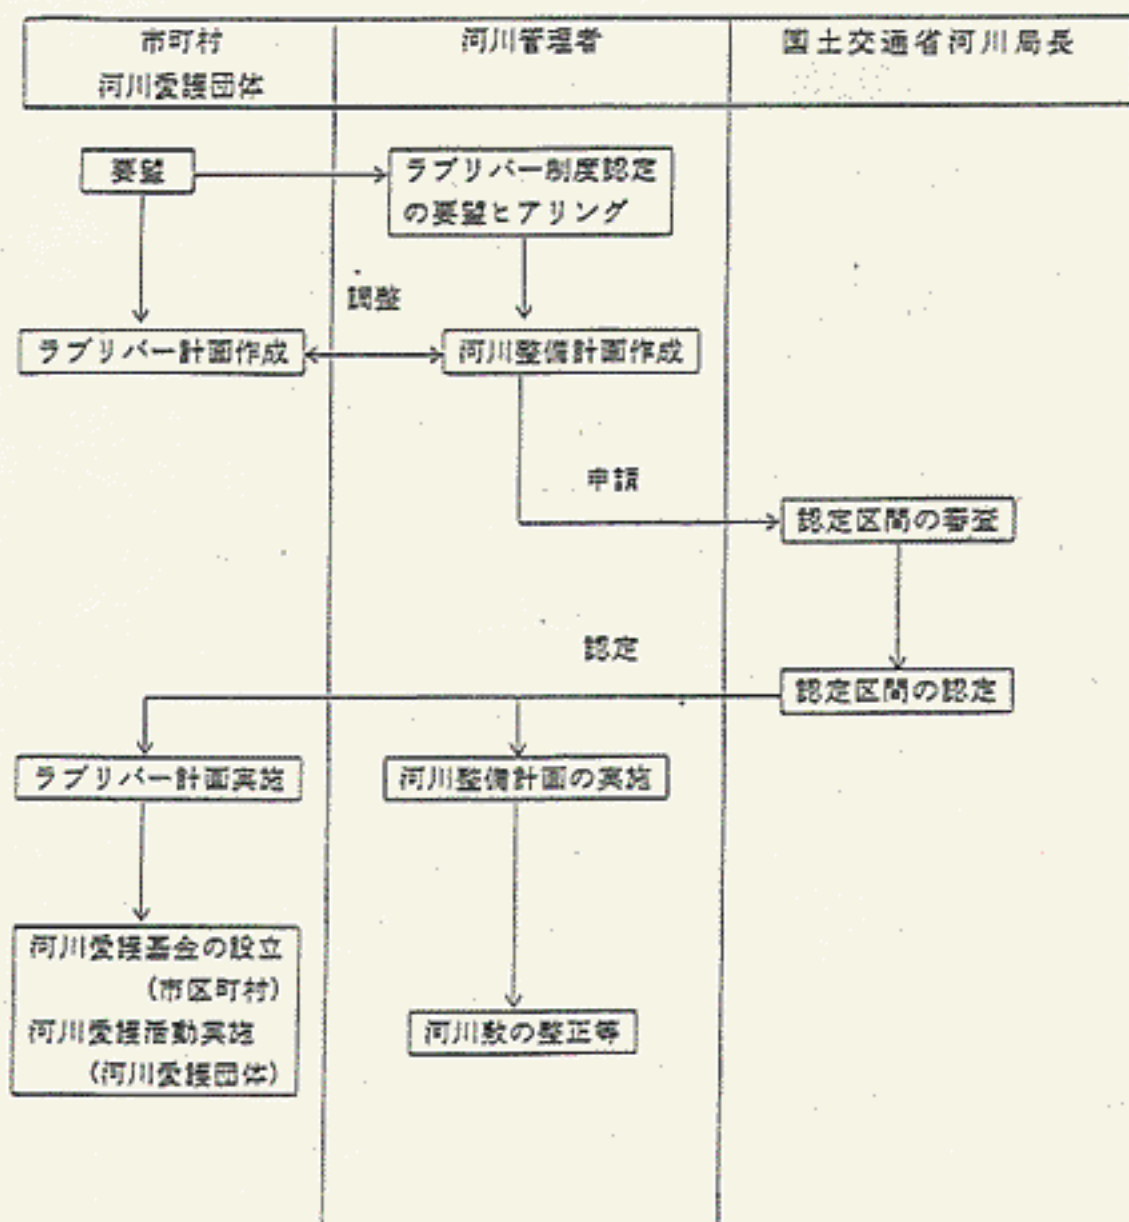 市町村
河川愛護団体
河川管理者
国土交通省河川局長
要望
ラブリバー制度認定
の要望ヒアリング
調整
ラブリバー計画作成
河川整備計画作成
申請
認定区間の審査
認定
認定区間の認定
ラブリバー計画実施
河川整備計画の実施
河川愛護基金の設立
(市区町村)
河川愛護活動実施
(河川愛護団体)
河川敷の整正等